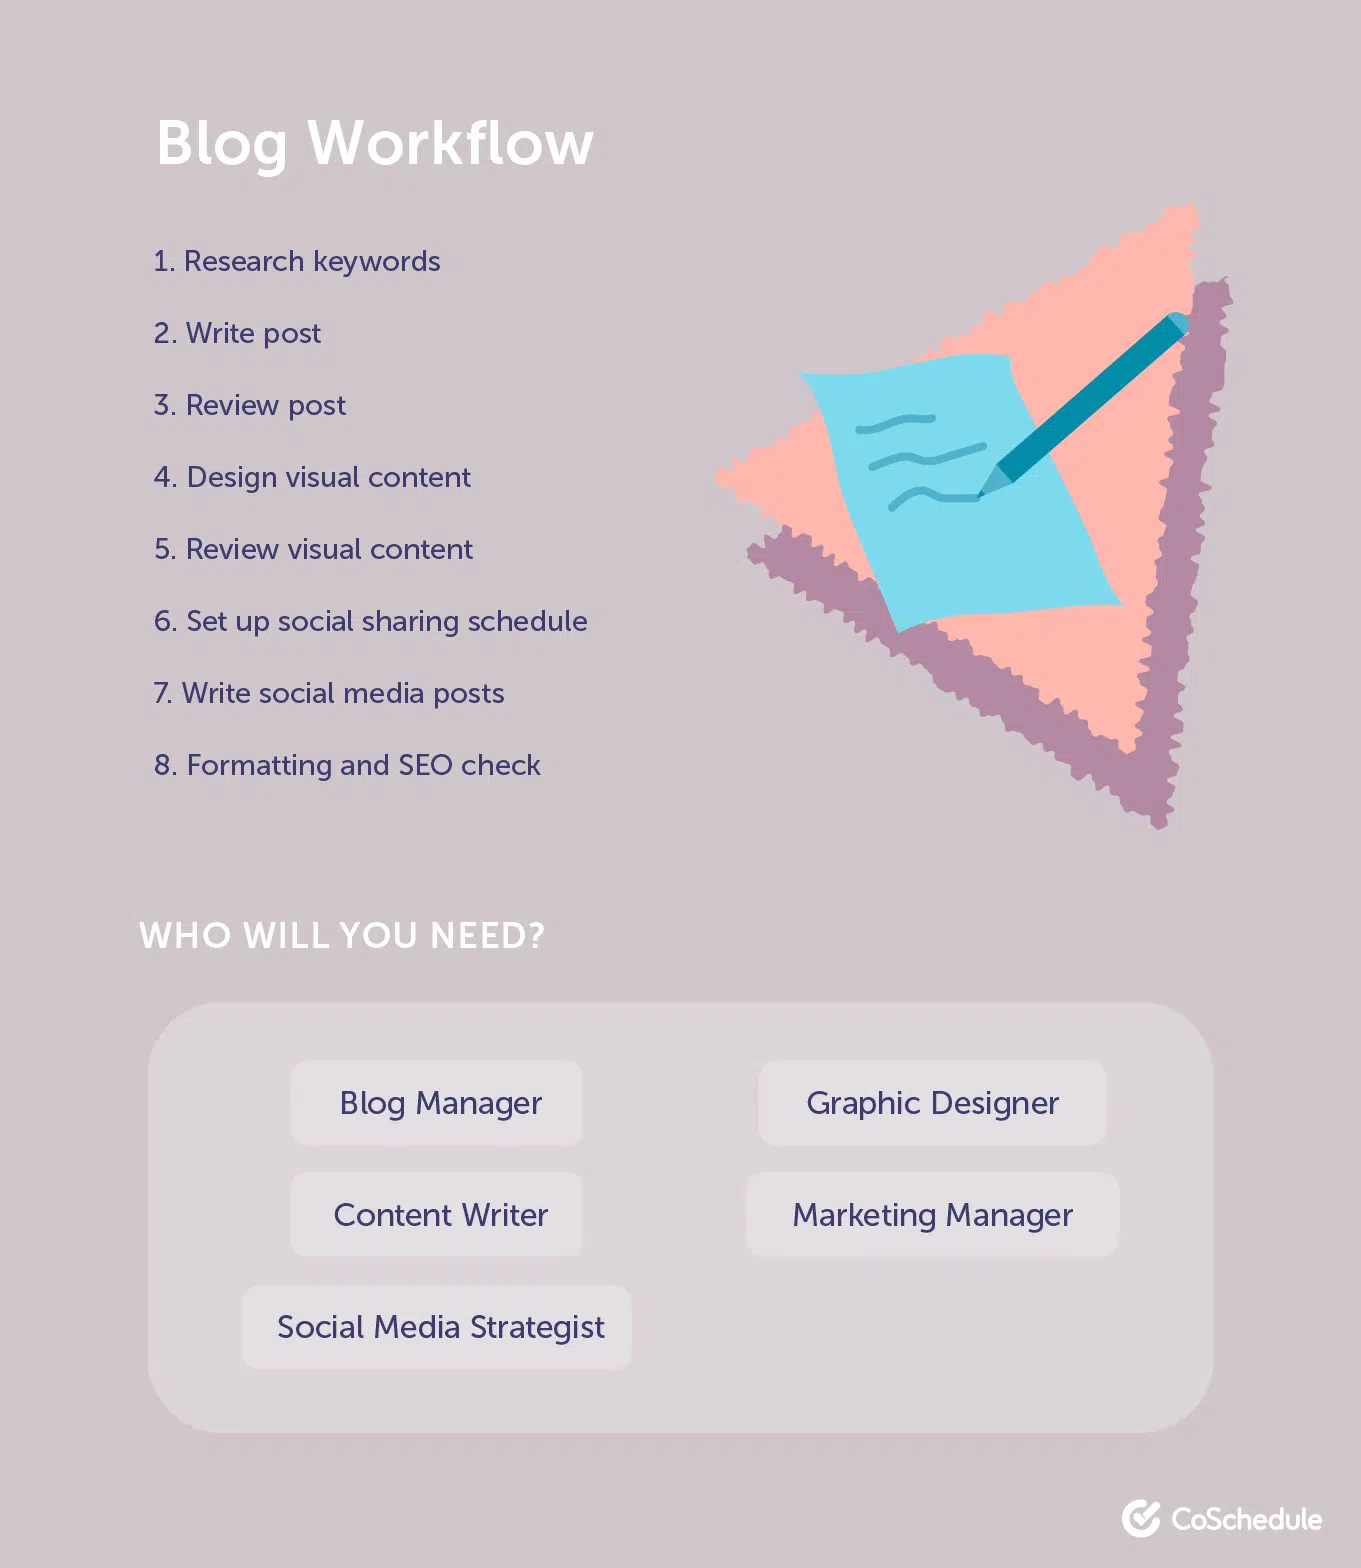 Blog Workflow
1. Research keywords
2. Write post
3. Review post
4. Design visual content
5. Review visual content
6. Set up social sharing schedule
7. Write social media posts
8. Formatting and SEO check
WHO WILL YOU NEED?
Blog Manager
Graphic Designer
Content Writer
Marketing Manager
Social Media Strategist
CoSchedule